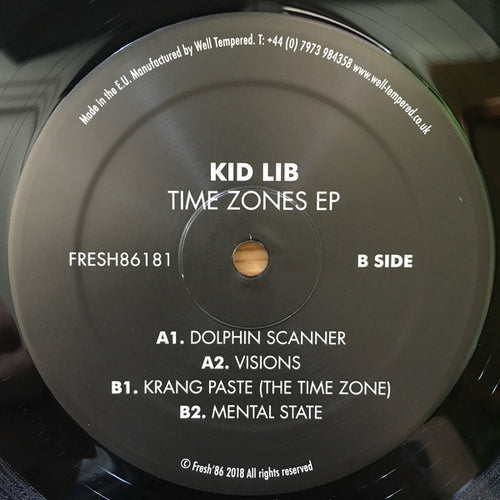 Made in the E.U. Manufactured by Well Tempered. T: +44 (0) 7973 984358 www.well-tempered.co.uk
KID LIB
TIME ZONES EP
FRESH86181 B SIDE
A1. DOLPHIN SCANNER
A2. VISIONS
B1. KRANG PASTE (THE TIME ZONE)
B2. MENTAL STATE
© Fresh'86 2018 All rights reserved